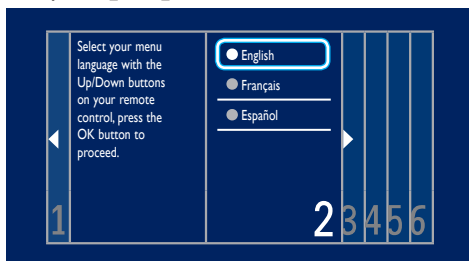 Select your menu
language with the
Up/Down buttons
on your remote
control, press the
OK button to
proceed.
English
Français
Español
1
2
3
4
5
6